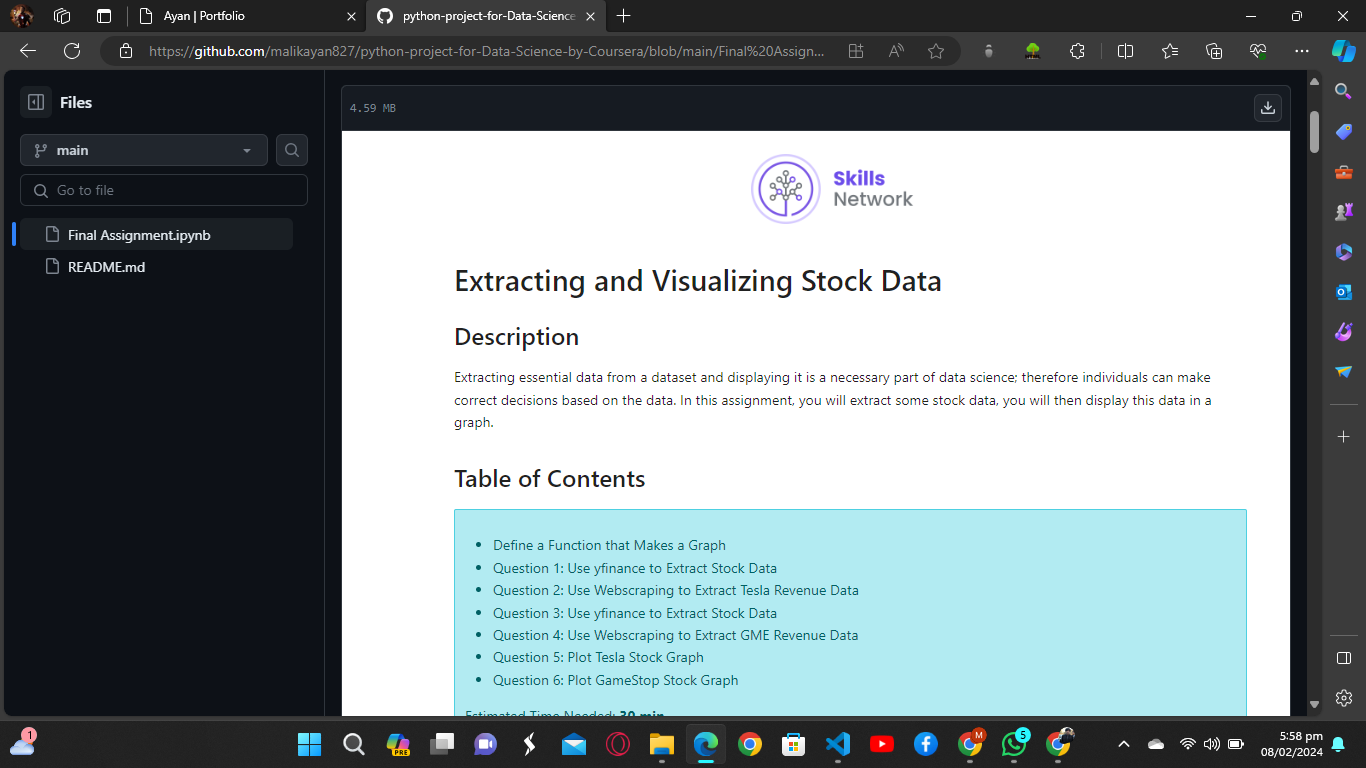 Ayan | Portfolio
python-project-for-Data-Science
https://github.com/malikayan827/python-project-for-Data-Science-by-Coursera/blob/main/Final%20Assign...
Files
main
Go to file
Final Assignment.ipynb
README.md
4.59 MB
Skills
Network
Extracting and Visualizing Stock Data
Description
Extracting essential data from a dataset and displaying it is a necessary part of data science; therefore individuals can make
correct decisions based on the data. In this assignment, you will extract some stock data, you will then display this data in a
graph.
Table of Contents
• Define a Function that Makes a Graph
• Question 1: Use yfinance to Extract Stock Data
• Question 2: Use Webscraping to Extract Tesla Revenue Data
• Question 3: Use yfinance to Extract Stock Data
• Question 4: Use Webscraping to Extract GME Revenue Data
• Question 5: Plot Tesla Stock Graph
• Question 6: Plot GameStop Stock Graph
Estimated Time Needed: 30 min
1
PRE
M
5
5:58 pm
08/02/2024